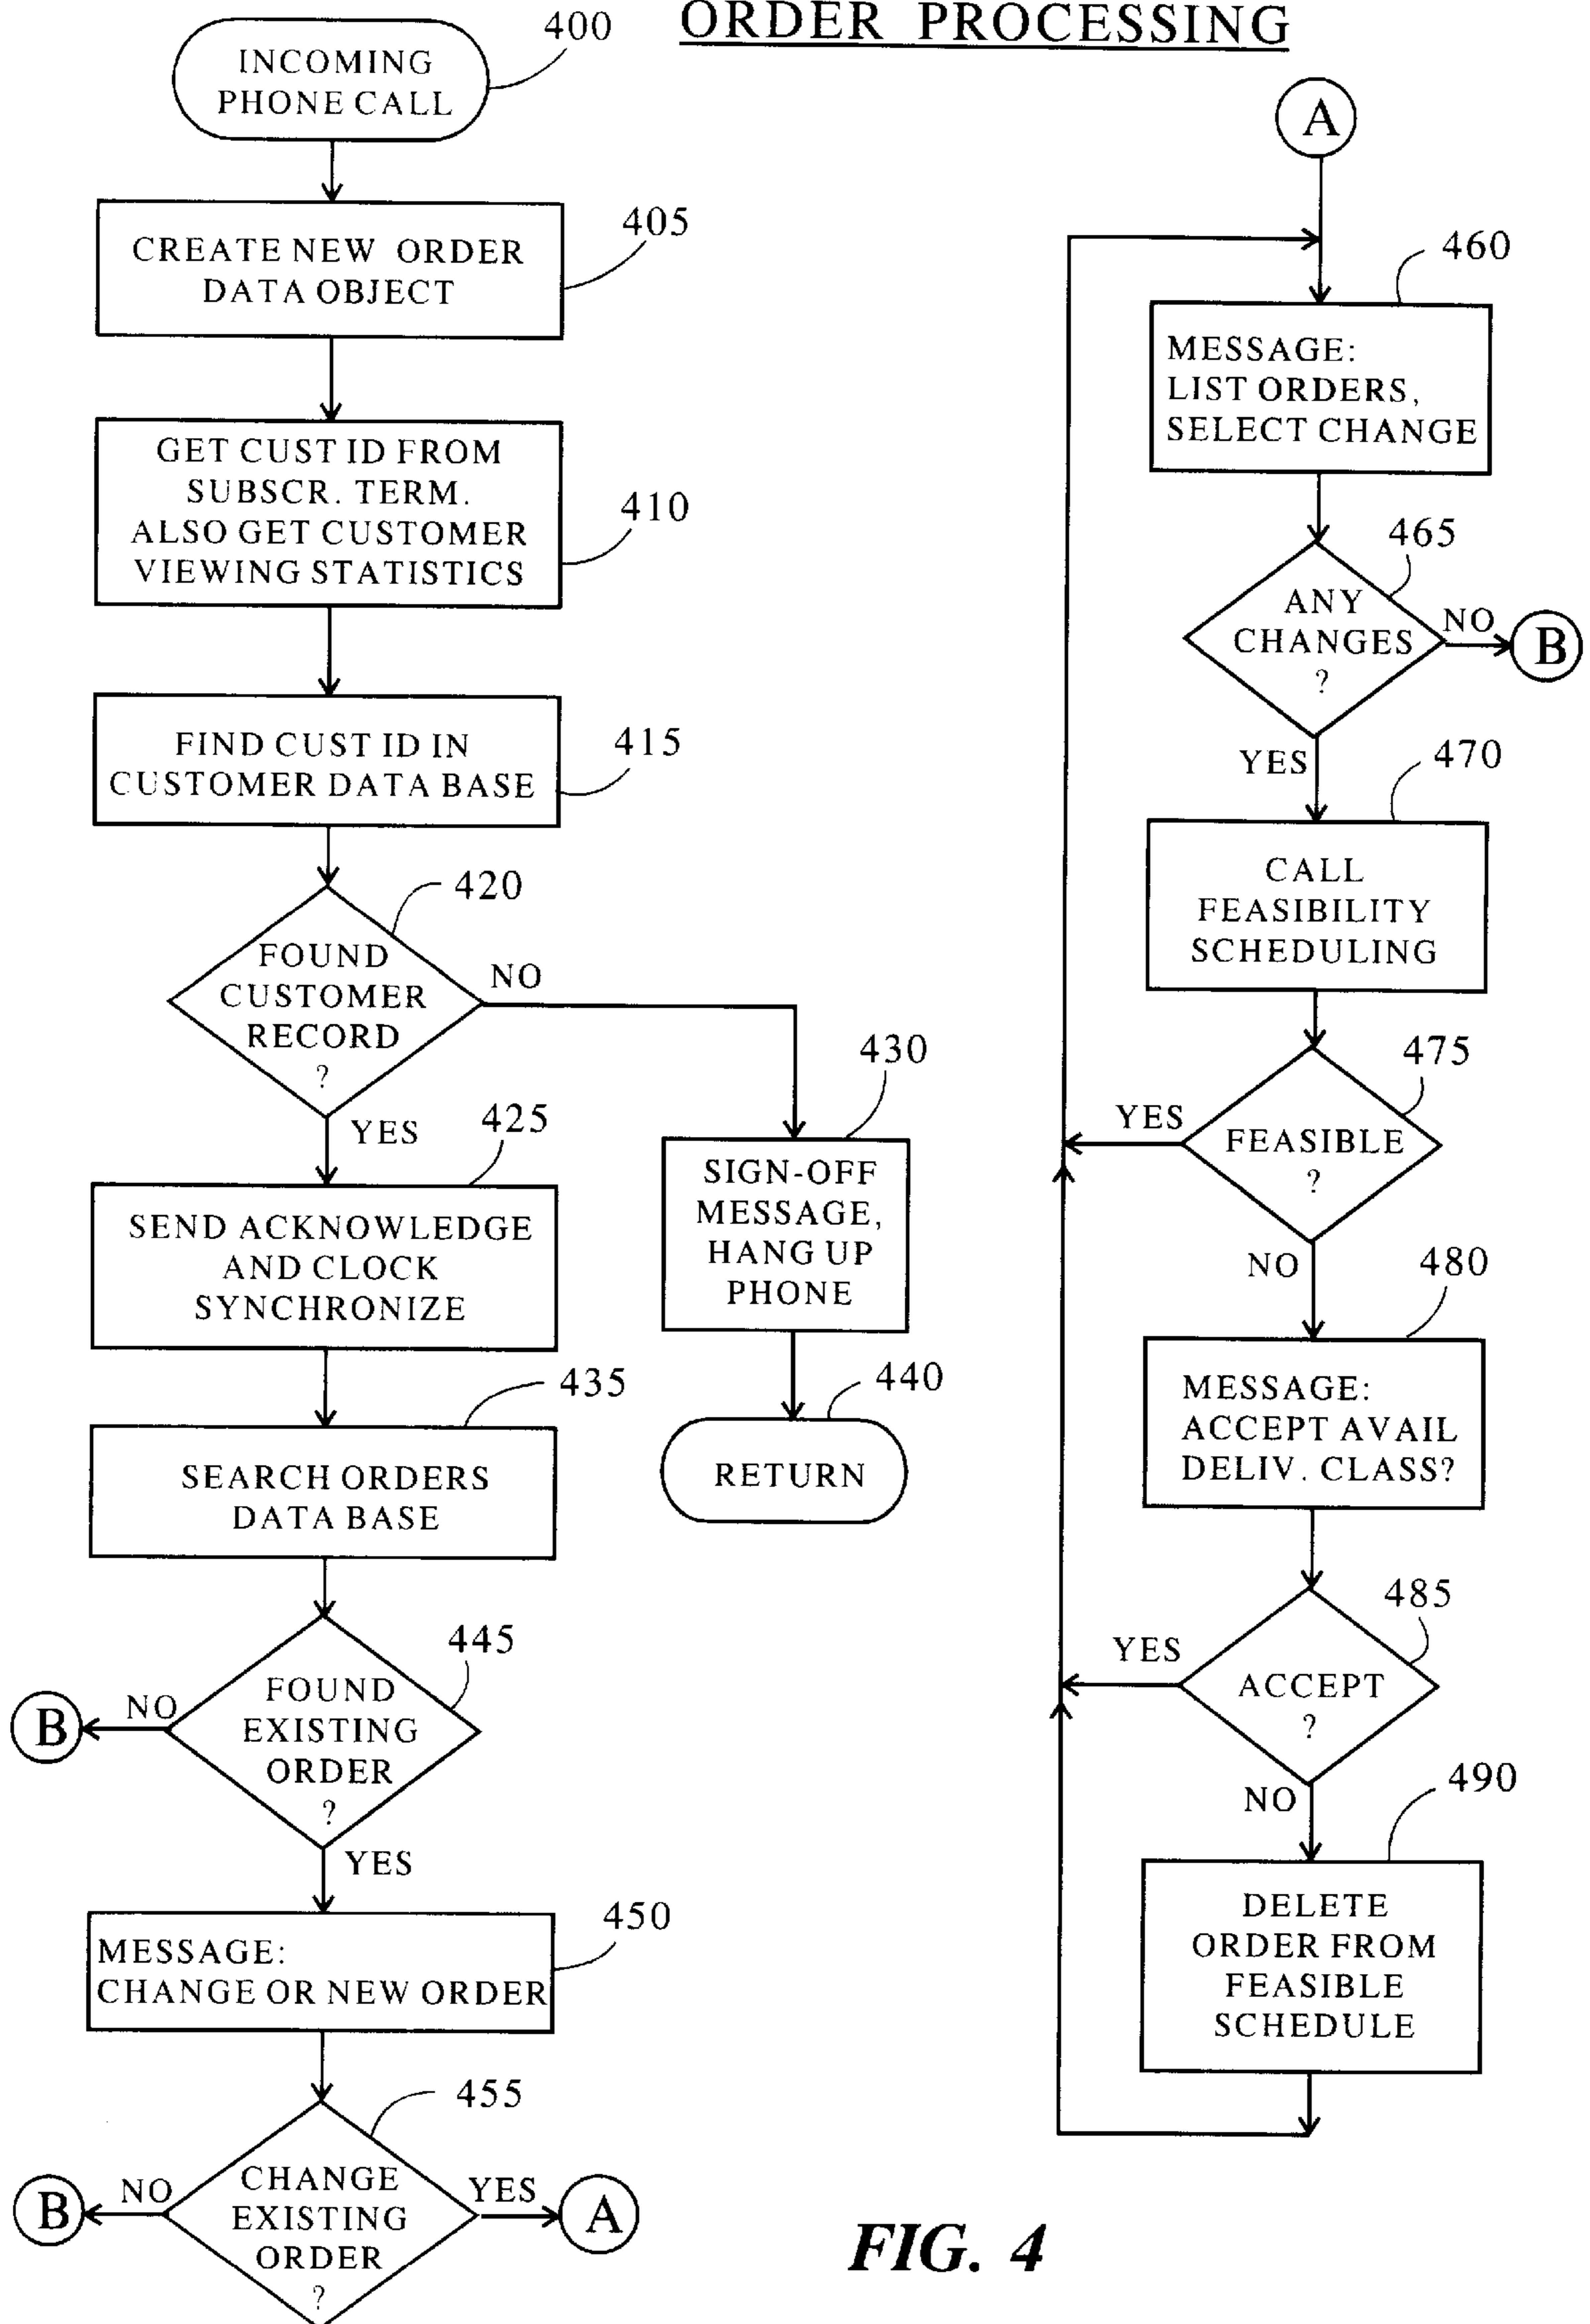 ORDER PROCESSING
400
INCOMING
PHONE CALL
405
CREATE NEW ORDER
DATA OBJECT
410
GET CUST ID FROM
SUBSCR. TERM.
ALSO GET CUSTOMER
VIEWING STATISTICS
415
FIND CUST ID IN
CUSTOMER DATA BASE
420
FOUND
CUSTOMER
RECORD
?
NO
YES
425
SEND ACKNOWLEDGE
AND CLOCK
SYNCHRONIZE
430
SIGN-OFF
MESSAGE,
HANG UP
PHONE
440
RETURN
435
SEARCH ORDERS
DATA BASE
445
FOUND
EXISTING
ORDER
?
NO
B
YES
450
MESSAGE:
CHANGE OR NEW ORDER
455
CHANGE
EXISTING
ORDER
?
NO
B
YES
A
A
460
MESSAGE:
LIST ORDERS,
SELECT CHANGE
465
ANY
CHANGES
?
NO
B
YES
470
CALL
FEASIBILITY
SCHEDULING
475
FEASIBLE
?
YES
NO
480
MESSAGE:
ACCEPT AVAIL
DELIV. CLASS?
485
ACCEPT
?
YES
NO
490
DELETE
ORDER FROM
FEASIBLE
SCHEDULE
FIG. 4